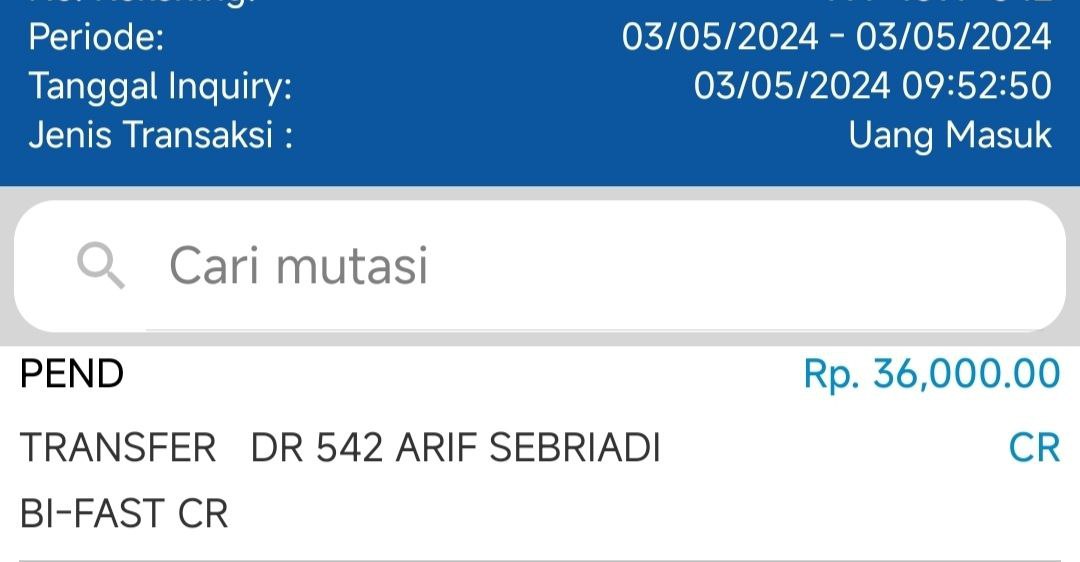 Periode: 03/05/2024 - 03/05/2024
Tanggal Inquiry: 03/05/2024 09:52:50
Jenis Transaksi : Uang Masuk
Cari mutasi
PEND Rp. 36,000.00
TRANSFER DR 542 ARIF SEBRIADI CR
BI-FAST CR